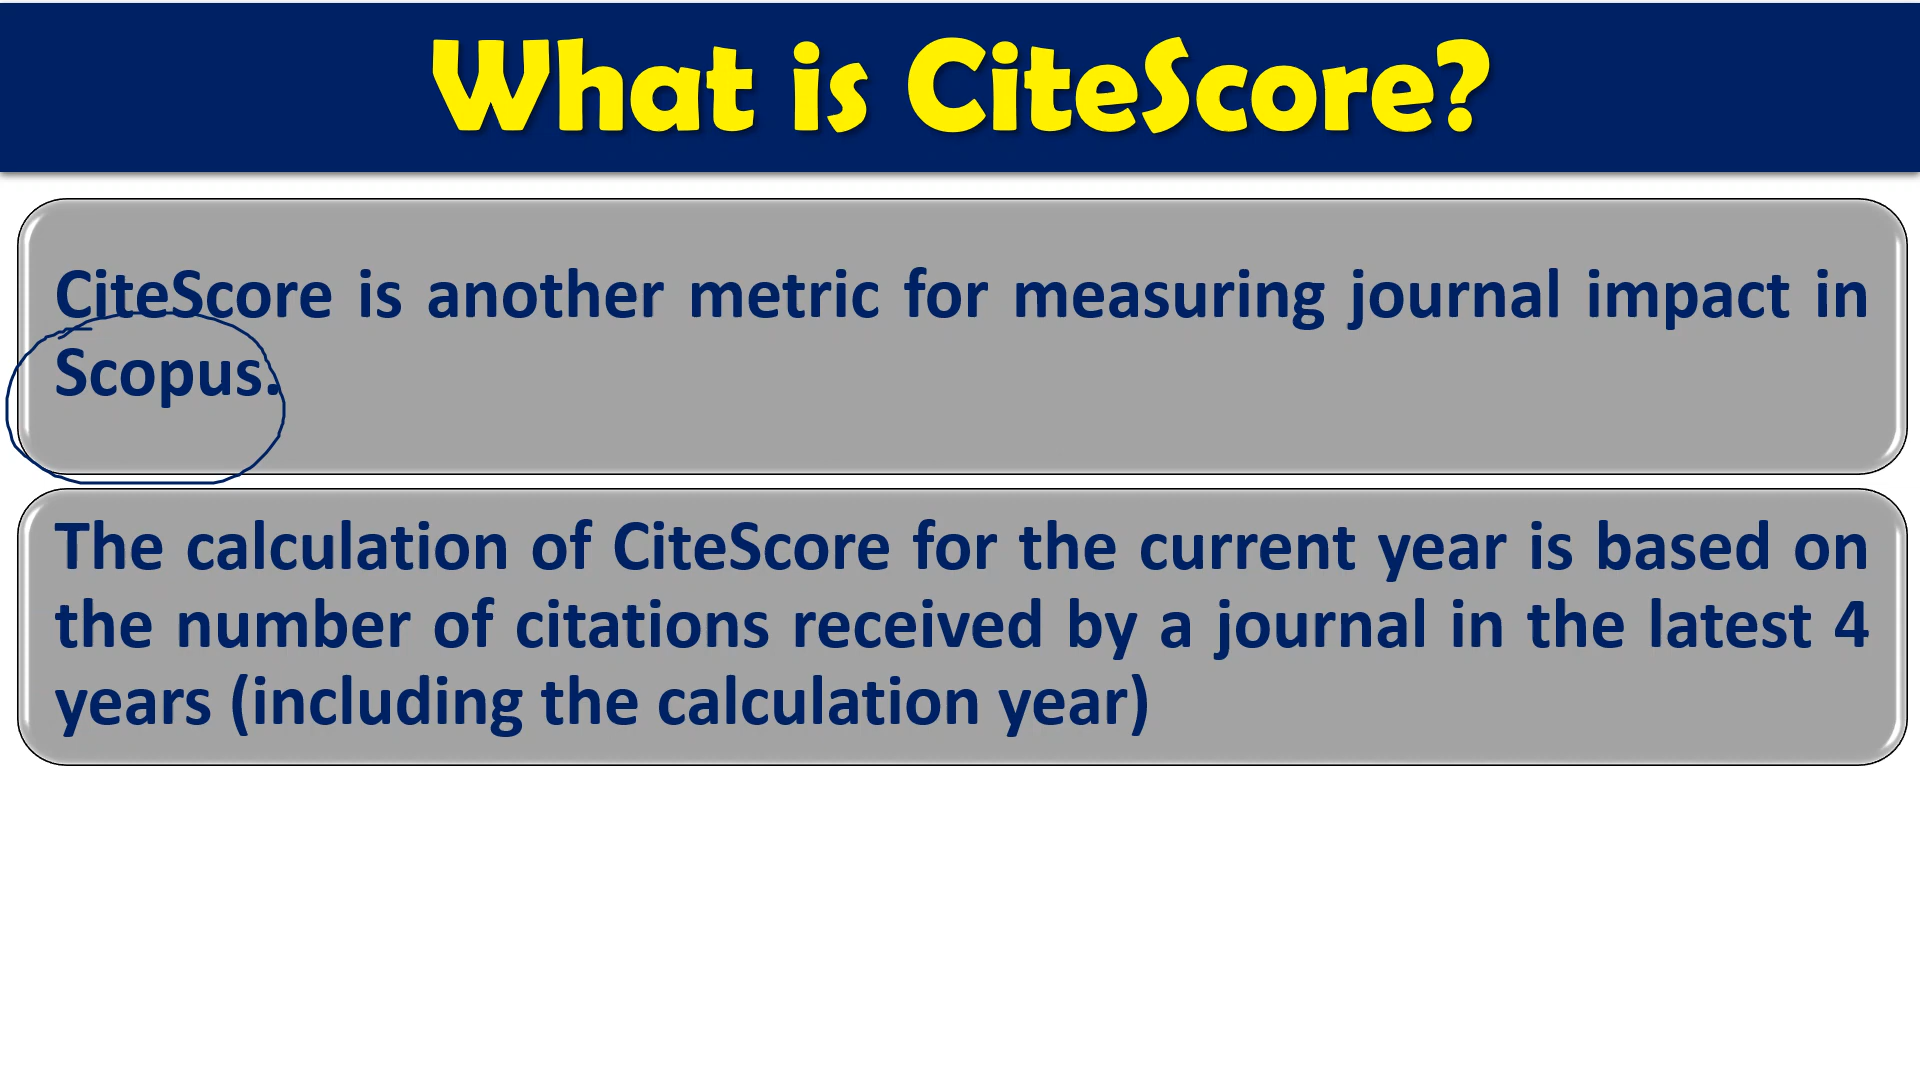 What is CiteScore?
CiteScore is another metric for measuring journal impact in
Scopus.
The calculation of CiteScore for the current year is based on
the number of citations received by a journal in the latest 4
years (including the calculation year)